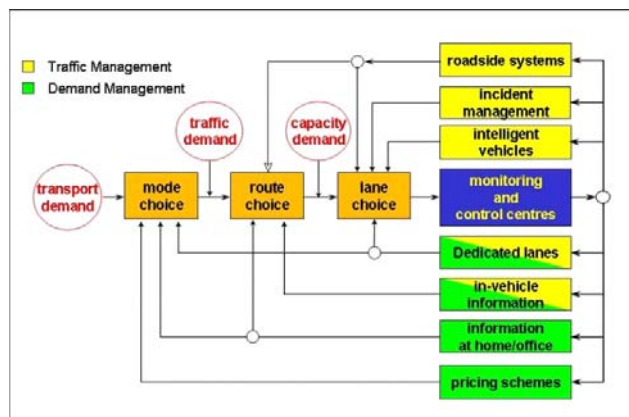 Traffic Management
Demand Management
transport
demand
mode
choice
traffic
demand
route
choice
capacity
demand
lane
choice
roadside systems
incident
management
intelligent
vehicles
monitoring
and
control centres
Dedicated lanes
in-vehicle
information
information
at home/office
pricing schemes